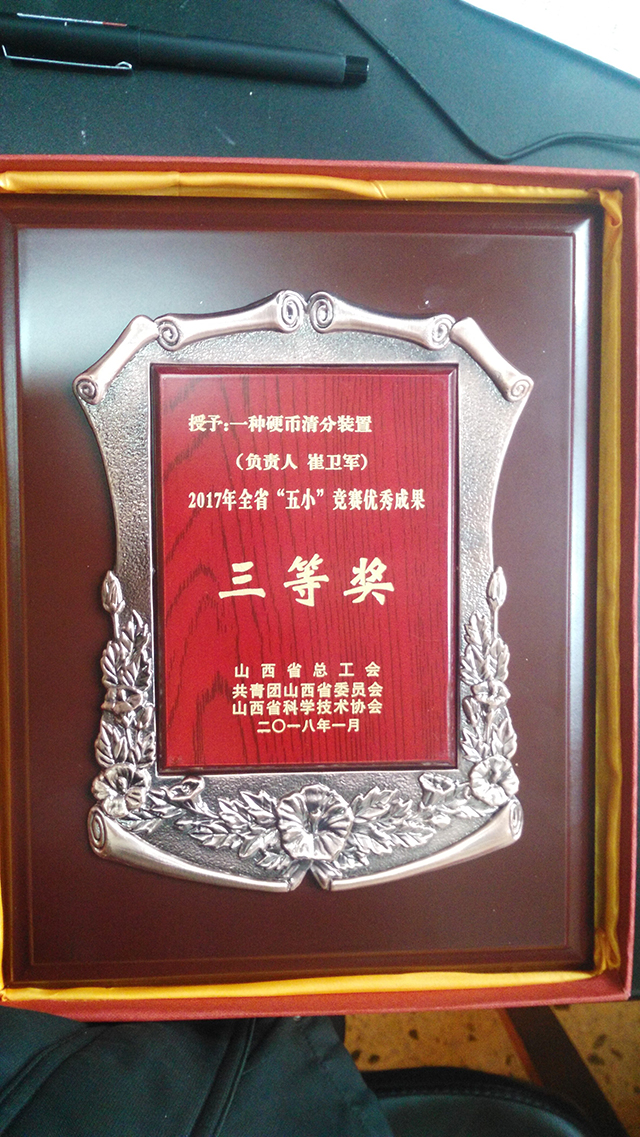 授予:一种硬币清分装置
（负责人 崔卫军）
2017年全省“五小”竞赛优秀成果
三等奖
山西省总工会
共青团山西省委员会
山西省科学技术协会
二〇一八年一月